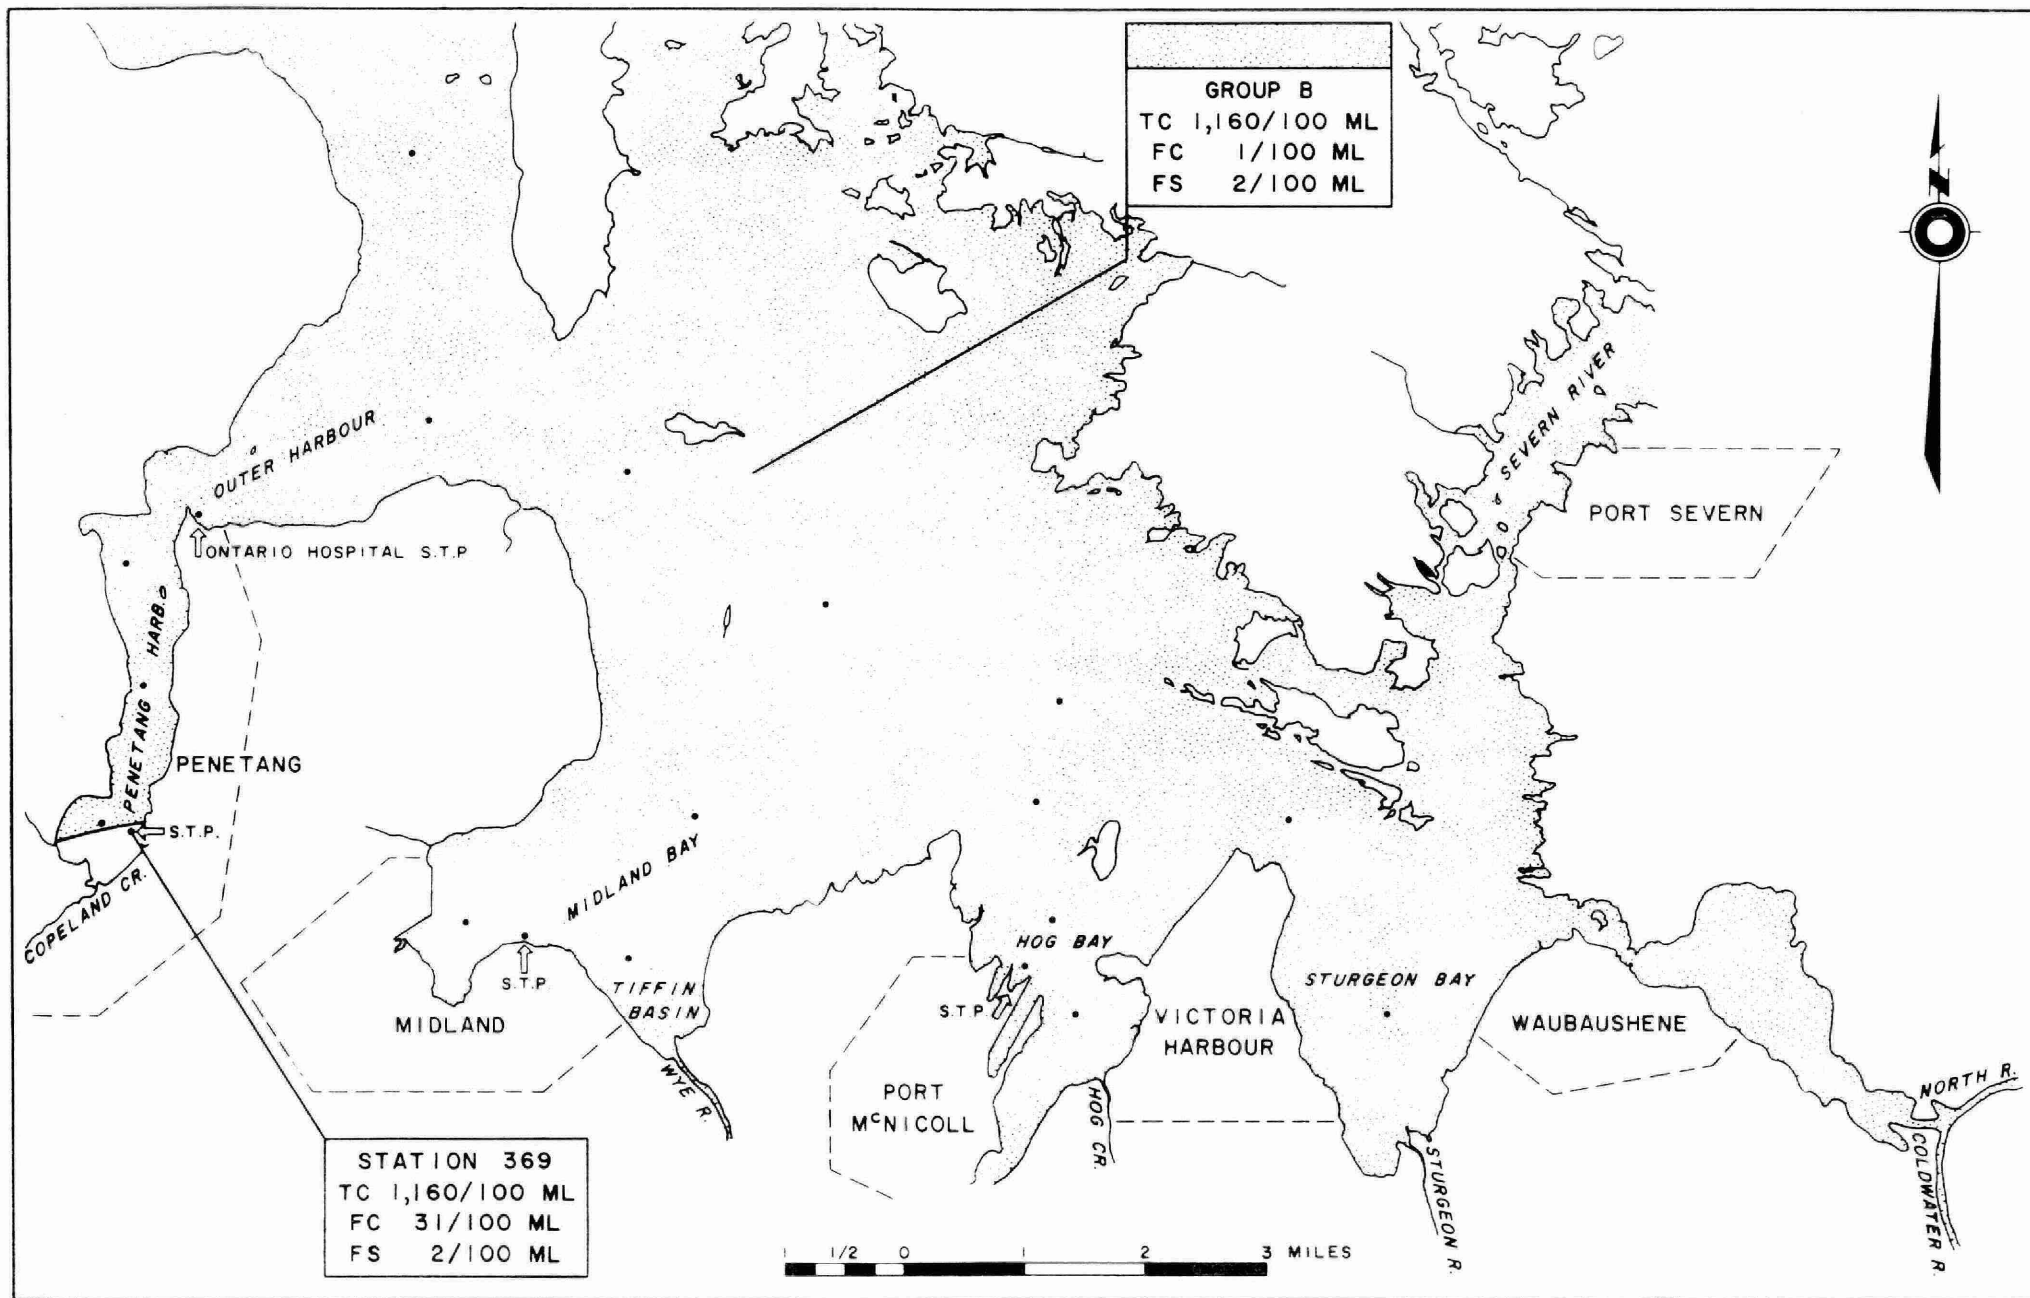 GROUP B
TC 1,160/100 ML
FC 1/100 ML
FS 2/100 ML
N
OUTER HARBOUR
SEVERN RIVER
PORT SEVERN
ONTARIO HOSPITAL S.T.P
PENETANG HARB.
PENETANG
S.T.P.
COPELAND CR.
MIDLAND BAY
HOG BAY
STURGEON BAY
S.T.P.
TIFFIN
BASIN
MIDLAND
S.T.P
VICTORIA
HARBOUR
WAUBAUSHENE
WYE R.
PORT
McNICOLL
HOG CR.
NORTH R.
COLDWATER R.
STURGEON R.
STATION 369
TC 1,160/100 ML
FC 31/100 ML
FS 2/100 ML
1 1/2 0 1 2 3 MILES